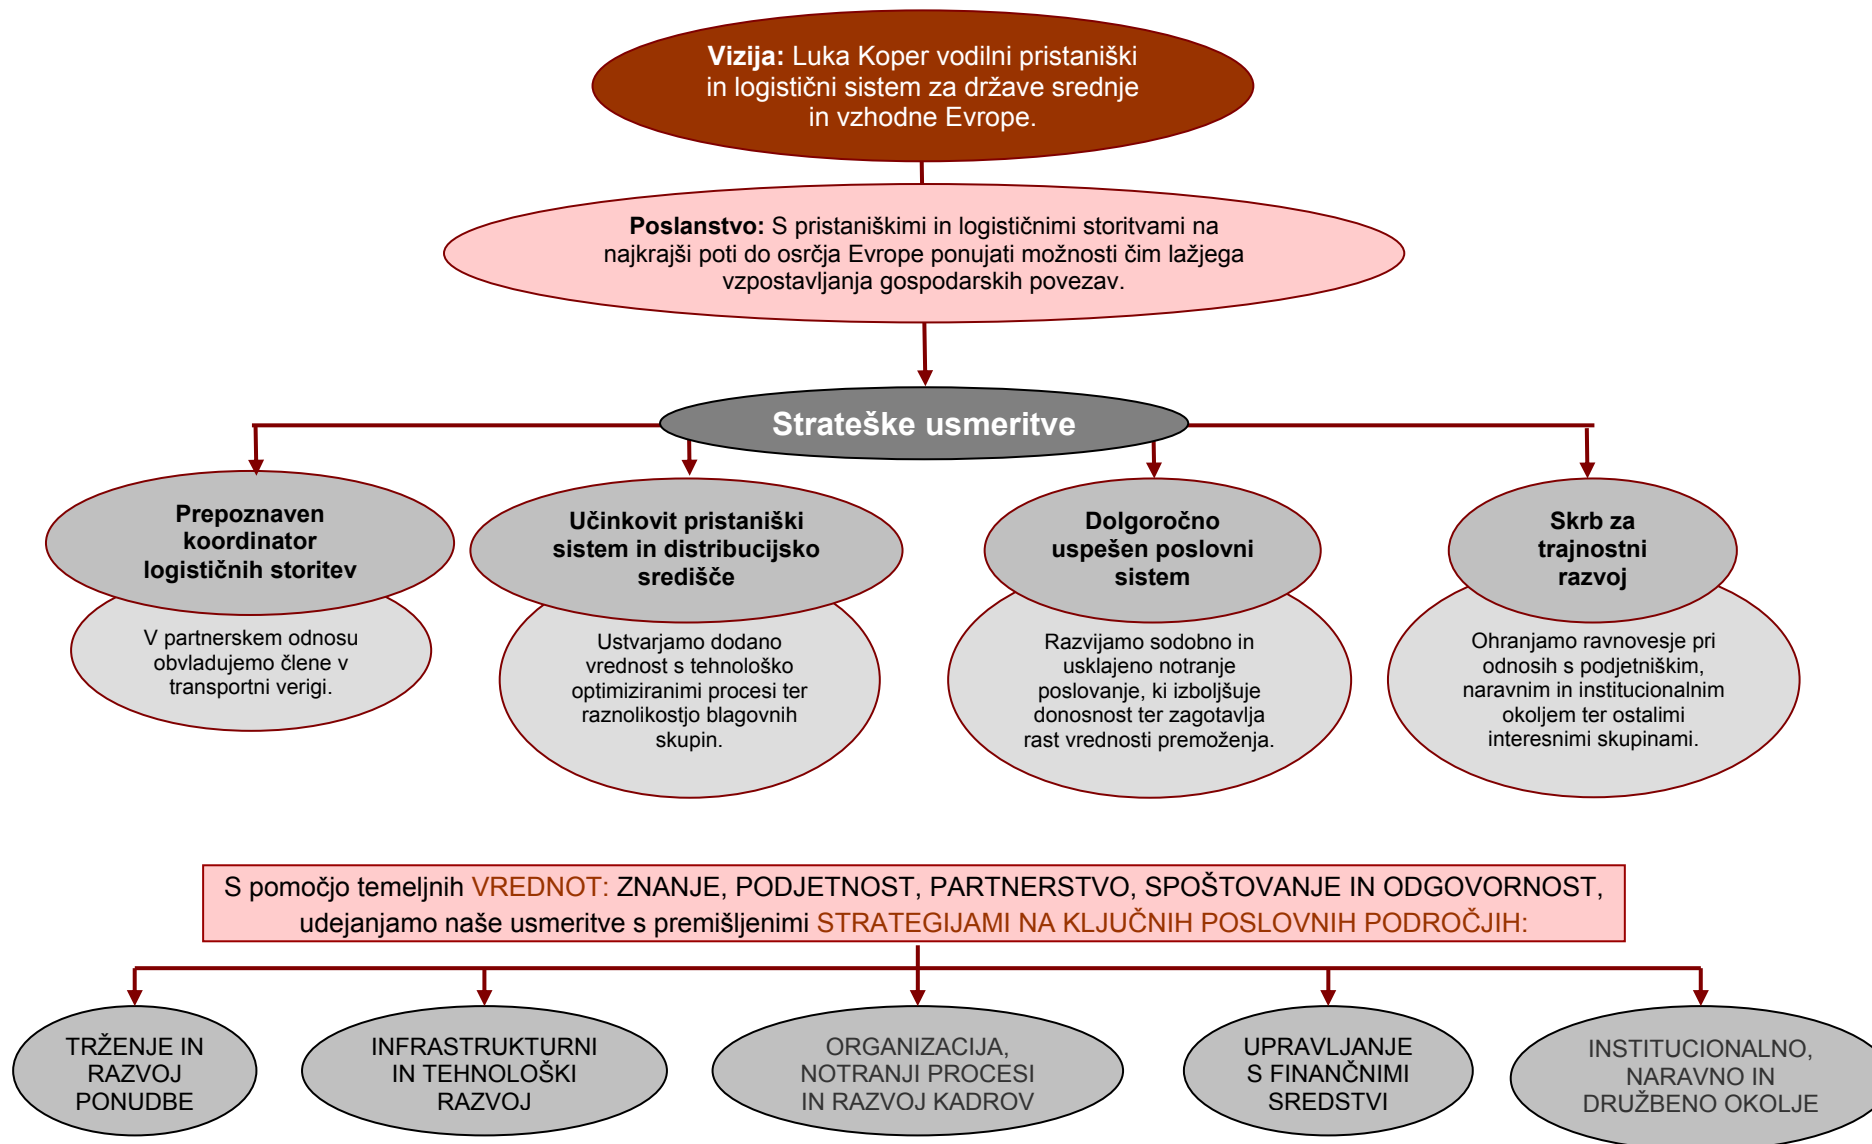 Vizija: Luka Koper vodilni pristaniški
in logistični sistem za države srednje
in vzhodne Evrope.
Poslanstvo: S pristaniškimi in logističnimi storitvami na
najkrajši poti do osrčja Evrope ponujati možnosti čim lažjega
vzpostavljanja gospodarskih povezav.
Strateške usmeritve
Prepoznaven
koordinator
logističnih storitev
V partnerskem odnosu
obvladujemo člene v
transportni verigi.
Učinkovit pristaniški
sistem in distribucijsko
središče
Ustvarjamo dodano
vrednost s tehnološko
optimiziranimi procesi ter
raznolikostjo blagovnih
skupin.
Dolgoročno
uspešen poslovni
sistem
Razvijamo sodobno in
usklajeno notranje
poslovanje, ki izboljšuje
donosnost ter zagotavlja
rast vrednosti premoženja.
Skrb za
trajnostni
razvoj
Ohranjamo ravnovesje pri
odnosih s podjetniškim,
naravnim in institucionalnim
okoljem ter ostalimi
interesnimi skupinami.
S pomočjo temeljnih VREDNOT: ZNANJE, PODJETNOST, PARTNERSTVO, SPOŠTOVANJE IN ODGOVORNOST,
udejanjamo naše usmeritve s premišljenimi STRATEGIJAMI NA KLJUČNIH POSLOVNIH PODROČJIH:
TRŽENJE IN
RAZVOJ
PONUDBE
INFRASTRUKTURNI
IN TEHNOLOŠKI
RAZVOJ
ORGANIZACIJA,
NOTRANJI PROCESI
IN RAZVOJ KADROV
UPRAVLJANJE
S FINANČNIMI
SREDSTVI
INSTITUCIONALNO,
NARAVNO IN
DRUŽBENO OKOLJE